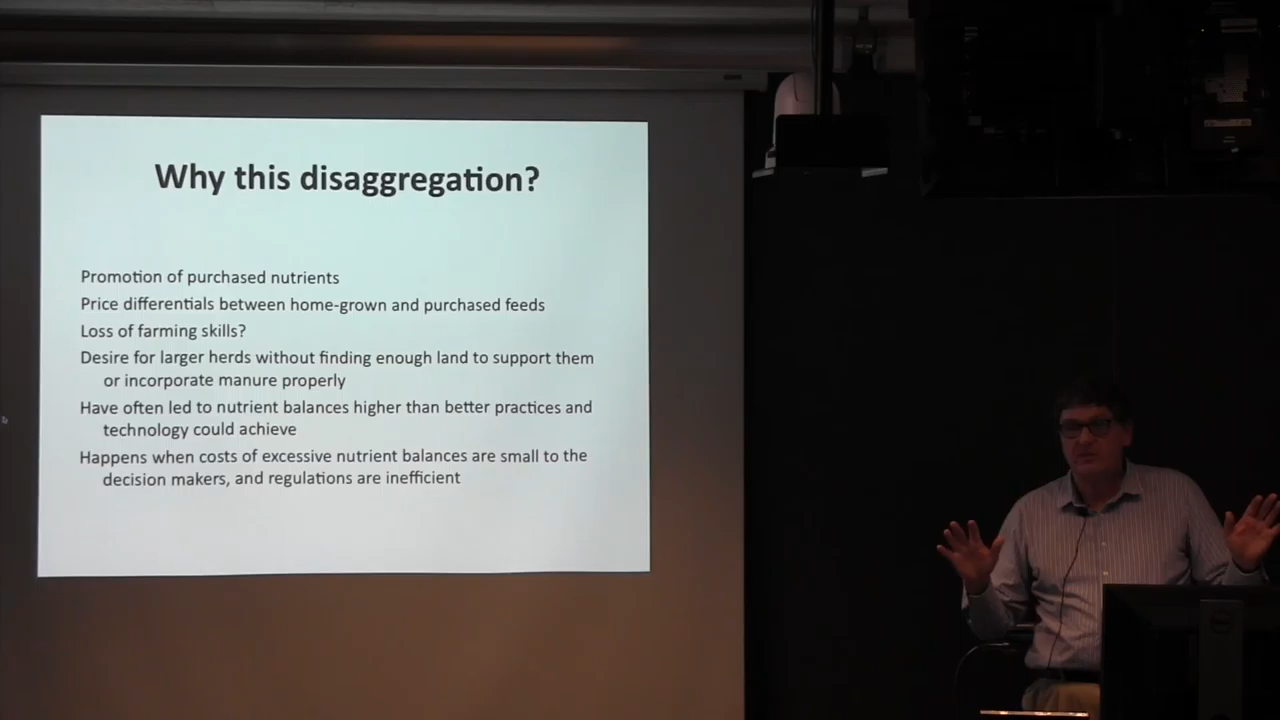 Why this disaggregation?
Promotion of purchased nutrients
Price differentials between home-grown and purchased feeds
Loss of farming skills?
Desire for larger herds without finding enough land to support them
or incorporate manure properly
Have often led to nutrient balances higher than better practices and
technology could achieve
Happens when costs of excessive nutrient balances are small to the
decision makers, and regulations are inefficient